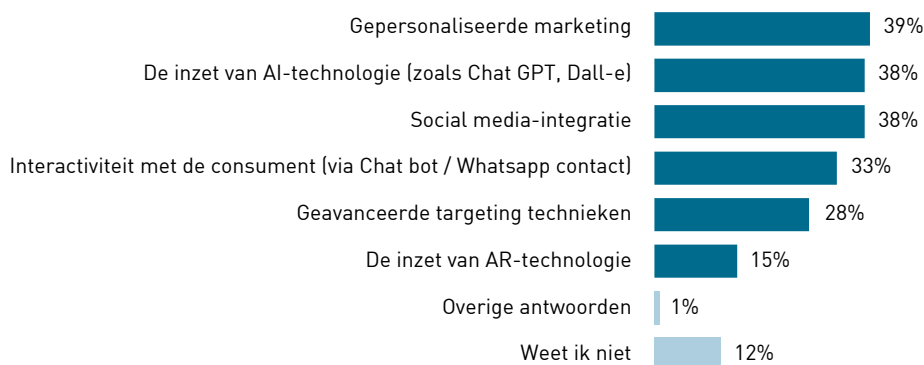 Gepersonaliseerde marketing 39%
De inzet van AI-technologie (zoals Chat GPT, Dall-e) 38%
Social media-integratie 38%
Interactiviteit met de consument (via Chat bot / Whatsapp contact) 33%
Geavanceerde targeting technieken 28%
De inzet van AR-technologie 15%
Overige antwoorden 1%
Weet ik niet 12%